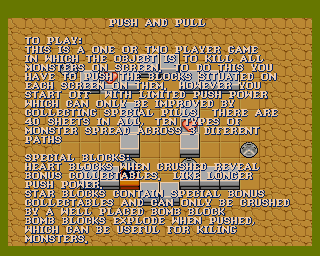 PUSH AND PULL
TO PLAY:
THIS IS A ONE OR TWO PLAYER GAME
IN WHICH THE OBJECT IS TO KILL ALL
MONSTERS ON SCREEN. TO DO THIS YOU
HAVE TO PUSH THE BLOCKS SITUATED ON
EACH SCREEN ON THEM, HOWEVER YOU
START OFF WITH LIMITED PUSH POWER
WHICH CAN ONLY BE IMPROVED BY
COLLECTING SPECIAL PILLS. THERE ARE
40 SHEETS IN ALL, TEN TYPES OF
MONSTER SPREAD ACROSS 3 DIFERENT
PATHS
SPECIAL BLOCKS:
HEART BLOCKS WHEN CRUSHED REVEAL
BONUS COLLECTABLES, LIKE LONGER
PUSH POWER
STAR BLOCKS CONTAIN SPECIAL BONUS
COLLECTABLES AND CAN ONLY BE CRUSHED
BY A WELL PLACED BOMB BLOCK
BOMB BLOCKS EXPLODE WHEN PUSHED,
WHICH CAN BE USEFUL FOR KILING
MONSTERS.